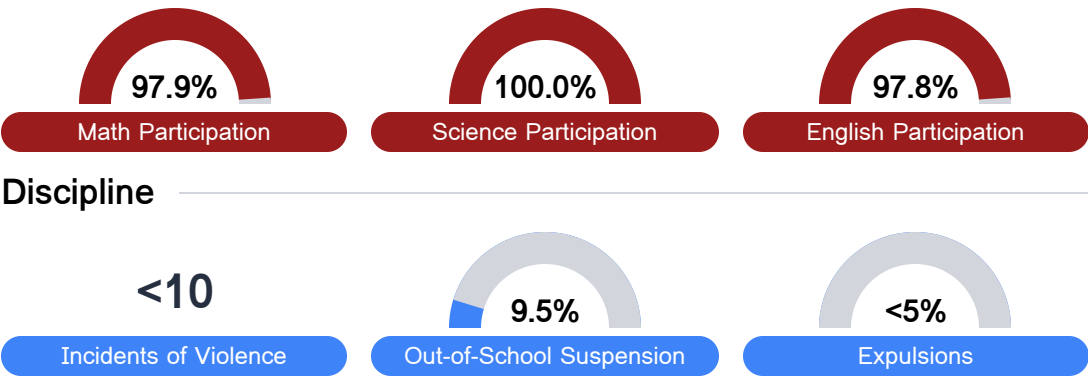 97.9% 100.0% 97.8%
Math Participation Science Participation English Participation
Discipline
<10 9.5% <5%
Incidents of Violence Out-of-School Suspension Expulsions